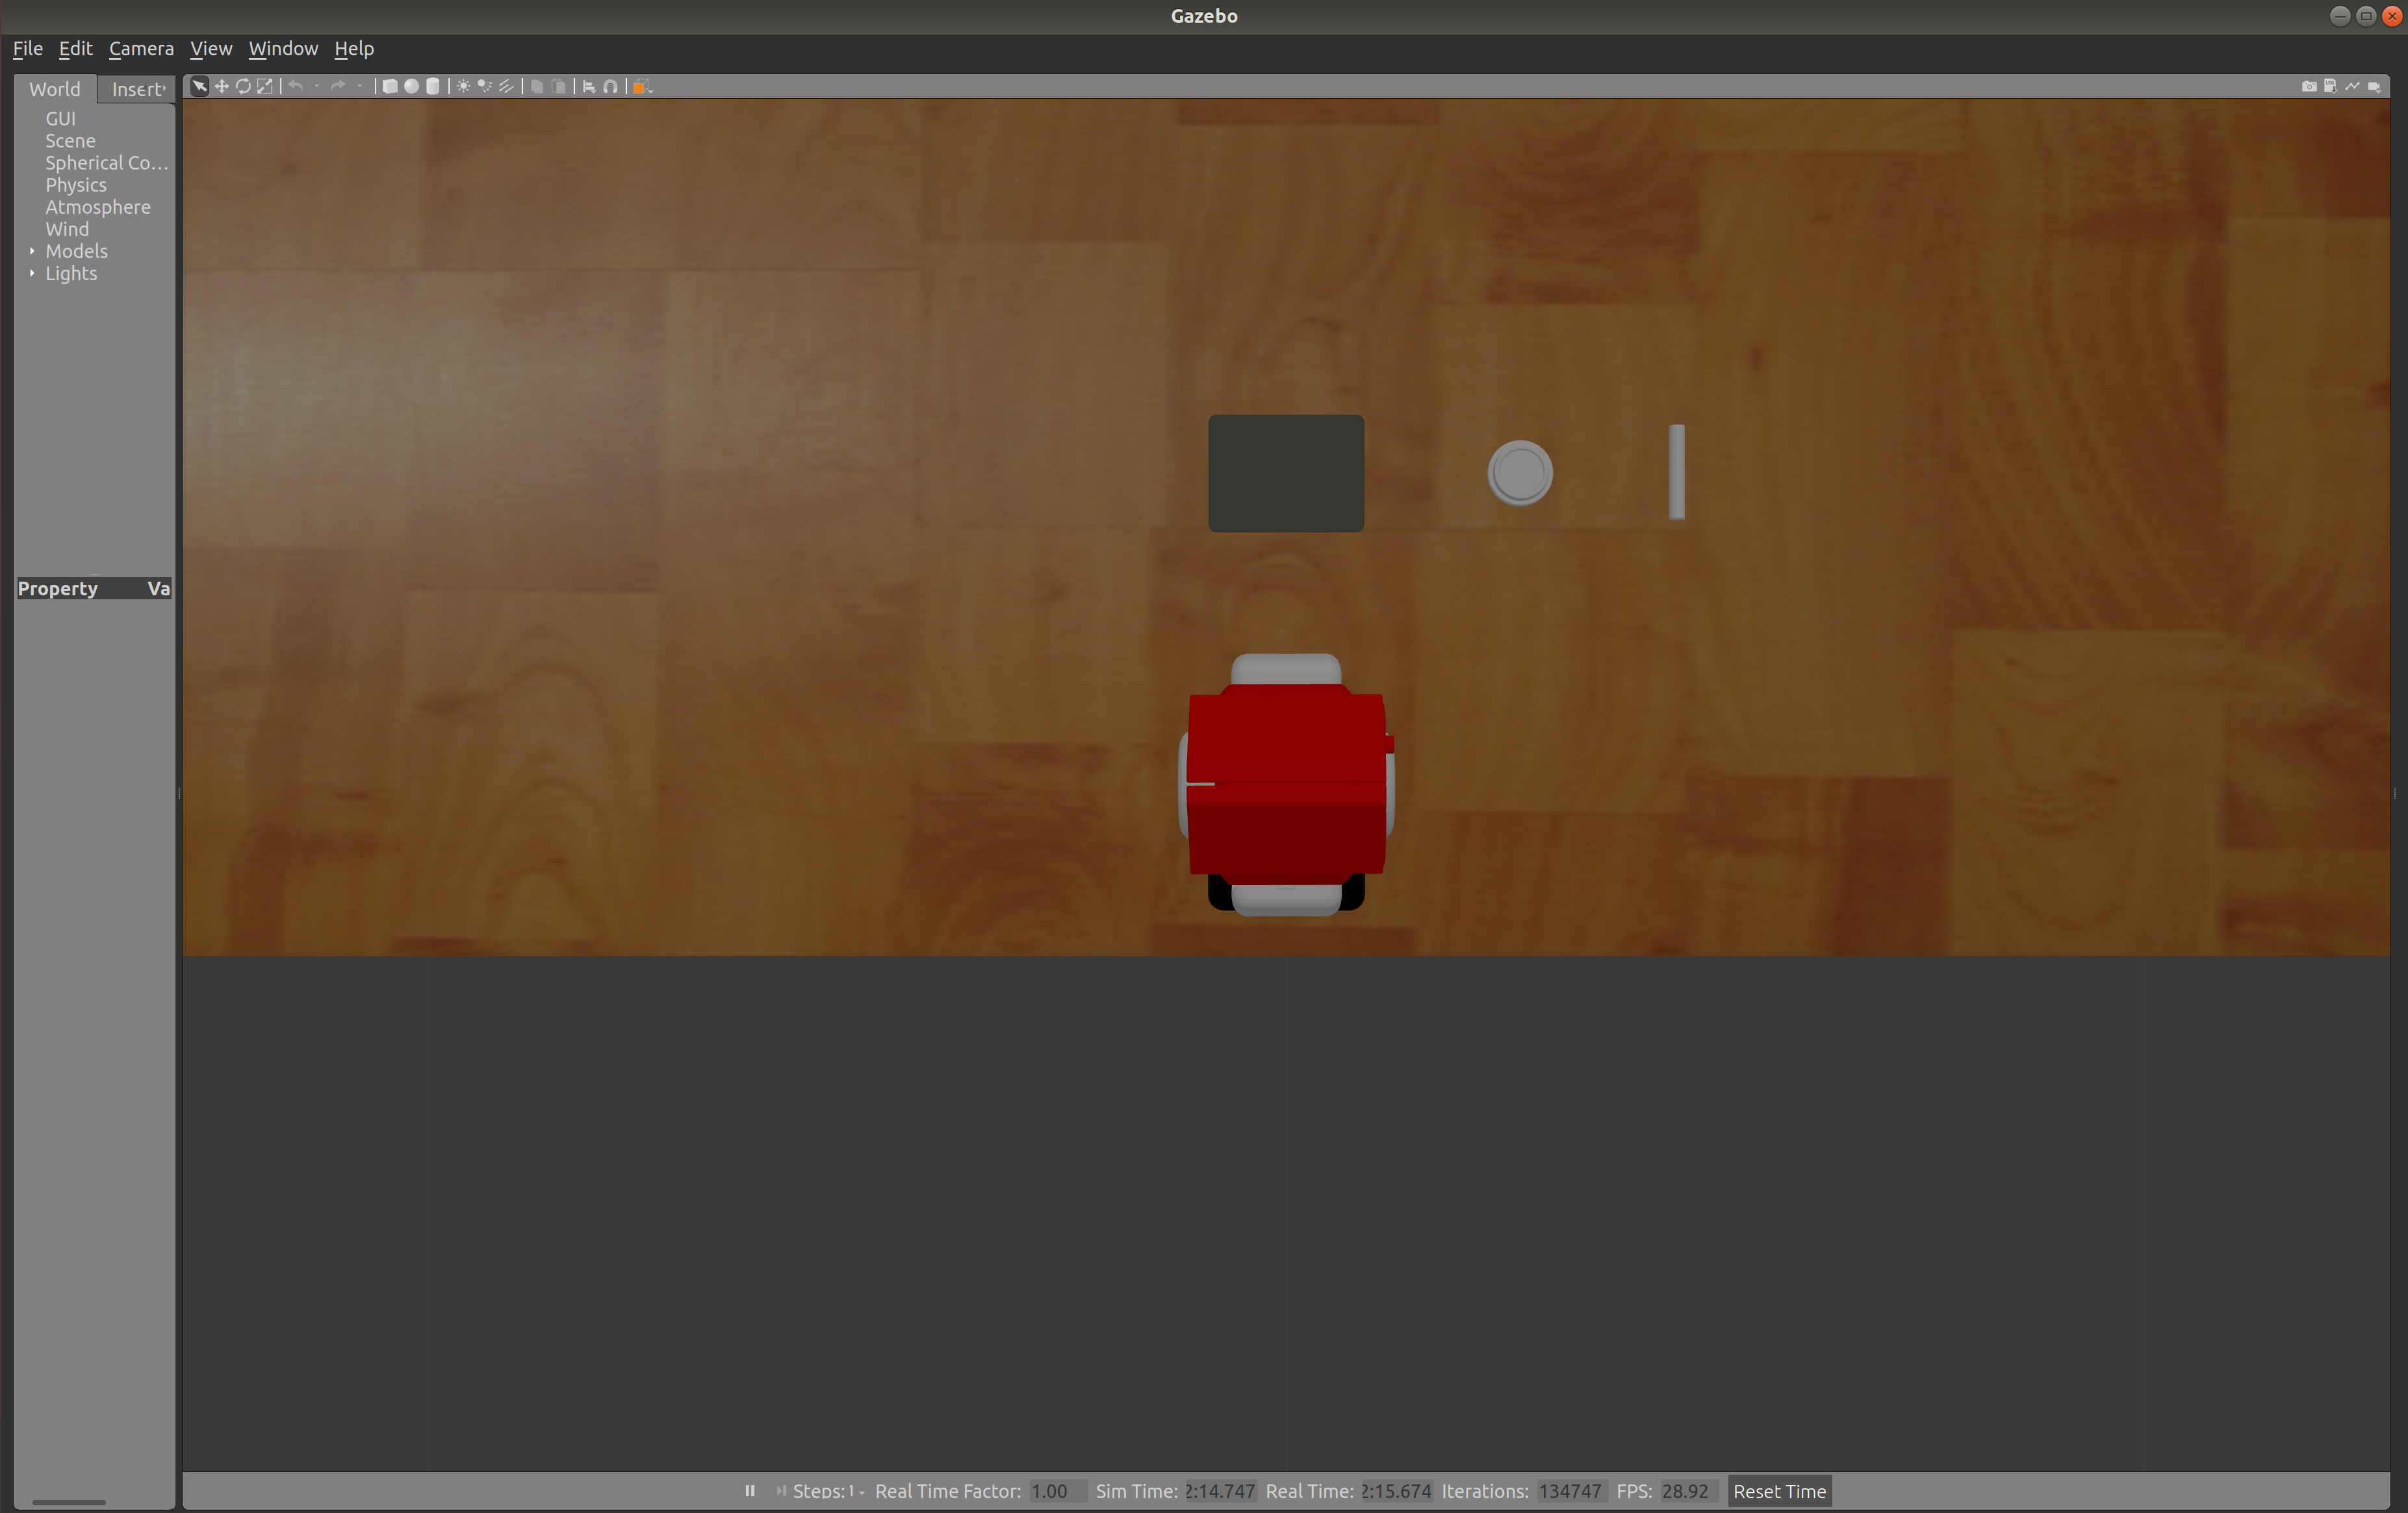 Gazebo
File Edit Camera View Window Help
World Insert
GUI
Scene
Spherical Co...
Physics
Atmosphere
Wind
Models
Lights
Property Va
Steps: 1 Real Time Factor: 1.00 Sim Time: 2:14.747 Real Time: 2:15.674 Iterations: 134747 FPS: 28.92 Reset Time